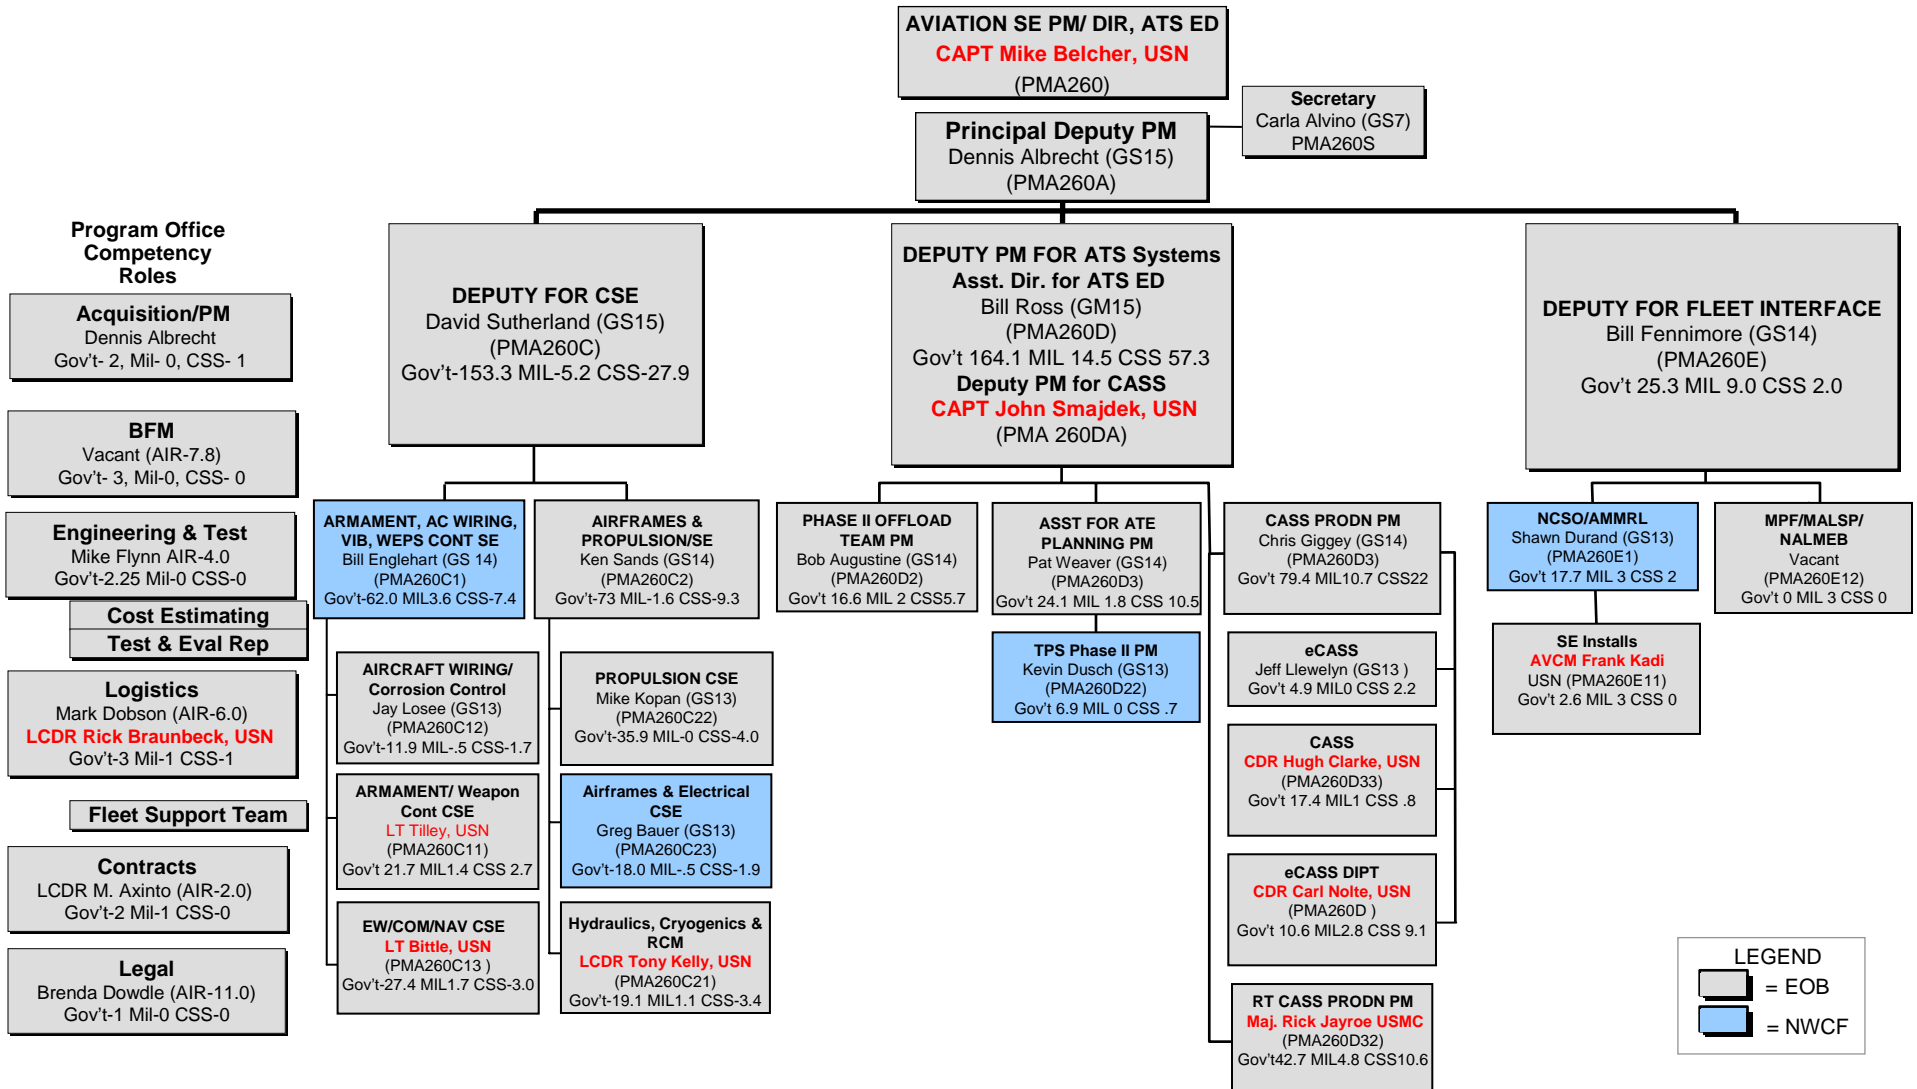 AVIATION SE PM/ DIR, ATS ED
CAPT Mike Belcher, USN
(PMA260)
Secretary
Carla Alvino (GS7)
PMA260S
Principal Deputy PM
Dennis Albrecht (GS15)
(PMA260A)
Program Office
Competency
Roles
Acquisition/PM
Dennis Albrecht
Gov't- 2, Mil- 0, CSS- 1
BFM
Vacant (AIR-7.8)
Gov't- 3, Mil-0, CSS- 0
Engineering & Test
Mike Flynn AIR-4.0
Gov't-2.25 Mil-0 CSS-0
Cost Estimating
Test & Eval Rep
Logistics
Mark Dobson (AIR-6.0)
LCDR Rick Braunbeck, USN
Gov't-3 Mil-1 CSS-1
Fleet Support Team
Contracts
LCDR M. Axinto (AIR-2.0)
Gov't-2 Mil-1 CSS-0
Legal
Brenda Dowdle (AIR-11.0)
Gov't-1 Mil-0 CSS-0
DEPUTY FOR CSE
David Sutherland (GS15)
(PMA260C)
Gov't-153.3 MIL-5.2 CSS-27.9
ARMAMENT, AC WIRING,
VIB, WEPS CONT SE
Bill Englehart (GS 14)
(PMA260C1)
Gov't-62.0 MIL3.6 CSS-7.4
AIRCRAFT WIRING/
Corrosion Control
Jay Losee (GS13)
(PMA260C12)
Gov't-11.9 MIL-.5 CSS-1.7
ARMAMENT/ Weapon
Cont CSE
LT Tilley, USN
(PMA260C11)
Gov't 21.7 MIL1.4 CSS 2.7
EW/COM/NAV CSE
LT Bittle, USN
(PMA260C13 )
Gov't-27.4 MIL1.7 CSS-3.0
AIRFRAMES &
PROPULSION/SE
Ken Sands (GS14)
(PMA260C2)
Gov't-73 MIL-1.6 CSS-9.3
PROPULSION CSE
Mike Kopan (GS13)
(PMA260C22)
Gov't-35.9 MIL-0 CSS-4.0
Airframes & Electrical
CSE
Greg Bauer (GS13)
(PMA260C23)
Gov't-18.0 MIL-.5 CSS-1.9
Hydraulics, Cryogenics &
RCM
LCDR Tony Kelly, USN
(PMA260C21)
Gov't-19.1 MIL1.1 CSS-3.4
DEPUTY PM FOR ATS Systems
Asst. Dir. for ATS ED
Bill Ross (GM15)
(PMA260D)
Gov't 164.1 MIL 14.5 CSS 57.3
Deputy PM for CASS
CAPT John Smajdek, USN
(PMA 260DA)
PHASE II OFFLOAD
TEAM PM
Bob Augustine (GS14)
(PMA260D2)
Gov't 16.6 MIL 2 CSS5.7
ASST FOR ATE
PLANNING PM
Pat Weaver (GS14)
(PMA260D3)
Gov't 24.1 MIL 1.8 CSS 10.5
TPS Phase II PM
Kevin Dusch (GS13)
(PMA260D22)
Gov't 6.9 MIL 0 CSS .7
CASS PRODN PM
Chris Giggey (GS14)
(PMA260D3)
Gov't 79.4 MIL10.7 CSS22
eCASS
Jeff Llewelyn (GS13 )
Gov't 4.9 MIL0 CSS 2.2
CASS
CDR Hugh Clarke, USN
(PMA260D33)
Gov't 17.4 MIL1 CSS .8
eCASS DIPT
CDR Carl Nolte, USN
(PMA260D )
Gov't 10.6 MIL2.8 CSS 9.1
RT CASS PRODN PM
Maj. Rick Jayroe USMC
(PMA260D32)
Gov't42.7 MIL4.8 CSS10.6
DEPUTY FOR FLEET INTERFACE
Bill Fennimore (GS14)
(PMA260E)
Gov't 25.3 MIL 9.0 CSS 2.0
NCSO/AMMRL
Shawn Durand (GS13)
(PMA260E1)
Gov't 17.7 MIL 3 CSS 2
MPF/MALSP/
NALMEB
Vacant
(PMA260E12)
Gov't 0 MIL 3 CSS 0
SE Installs
AVCM Frank Kadi
USN (PMA260E11)
Gov't 2.6 MIL 3 CSS 0
LEGEND
= EOB
= NWCF